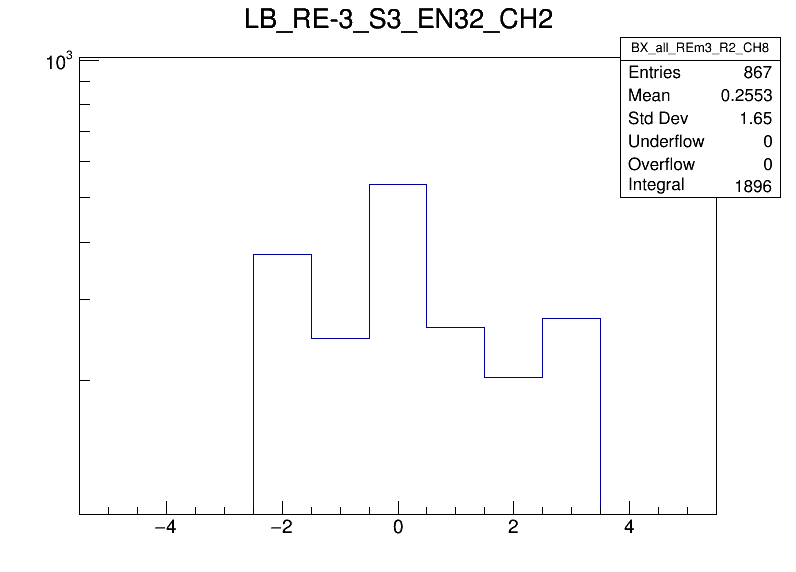 LB_RE-3_S3_EN32_CH2
BX_all_REm3_R2_CH8
Entries 867
Mean 0.2553
Std Dev 1.65
Underflow 0
Overflow 0
Integral 1896
10³
−4 −2 0 2 4